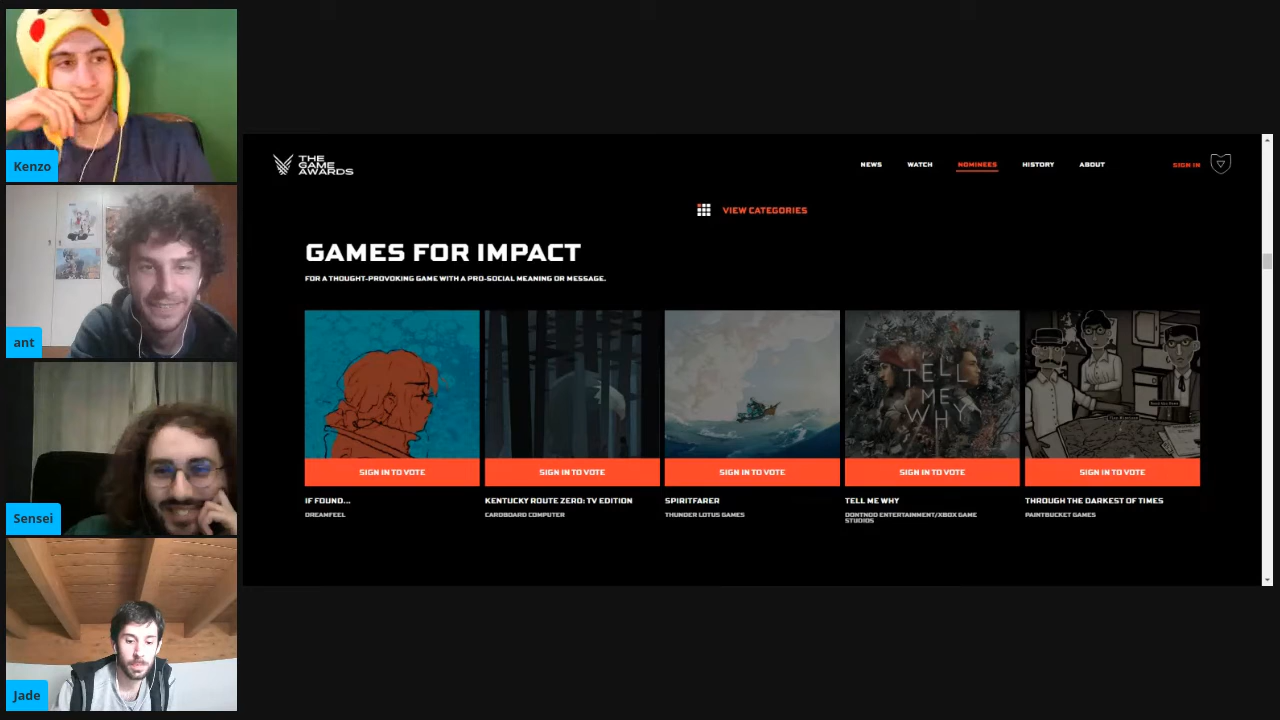 Kenzo
ant
Sensei
Jade
THE
GAME
AWARDS
NEWS WATCH NOMINEES HISTORY ABOUT SIGN IN
VIEW CATEGORIES
GAMES FOR IMPACT
FOR A THOUGHT-PROVOKING GAME WITH A PRO-SOCIAL MEANING OR MESSAGE.
TELL
ME
WHY
SIGN IN TO VOTE SIGN IN TO VOTE SIGN IN TO VOTE SIGN IN TO VOTE SIGN IN TO VOTE
IF FOUND... KENTUCKY ROUTE ZERO: TV EDITION SPIRITFARER TELL ME WHY THROUGH THE DARKEST OF TIMES
DREAMFEEL CARDBOARD COMPUTER THUNDER LOTUS GAMES DONTNOD ENTERTAINMENT/XBOX GAME PAINTBUCKET GAMES
STUDIOS